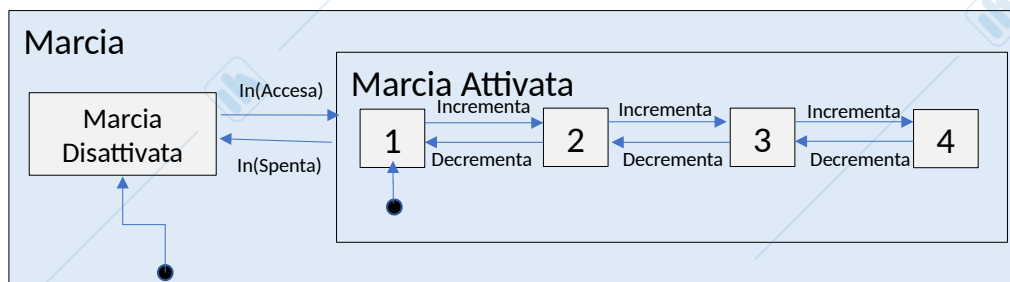 Marcia
Marcia Attivata
In(Accesa)
Marcia
Disattivata
In(Spenta)
Incrementa
Incrementa
Incrementa
1
2
3
4
Decrementa
Decrementa
Decrementa